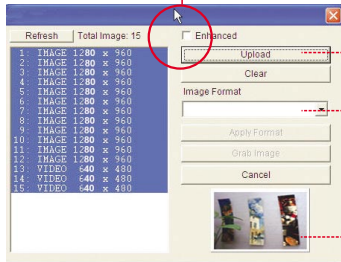 Refresh Total Image: 15 Enhanced
Upload
Clear
Image Format
Apply Format
Grab Image
Cancel
1: IMAGE 1280 x 960
2: IMAGE 1280 x 960
3: IMAGE 1280 x 960
4: IMAGE 1280 x 960
5: IMAGE 1280 x 960
6: IMAGE 1280 x 960
7: IMAGE 1280 x 960
8: IMAGE 1280 x 960
9: IMAGE 1280 x 960
10: IMAGE 1280 x 960
11: IMAGE 1280 x 960
12: IMAGE 1280 x 960
13: VIDEO 640 x 480
14: VIDEO 640 x 480
15: VIDEO 640 x 480